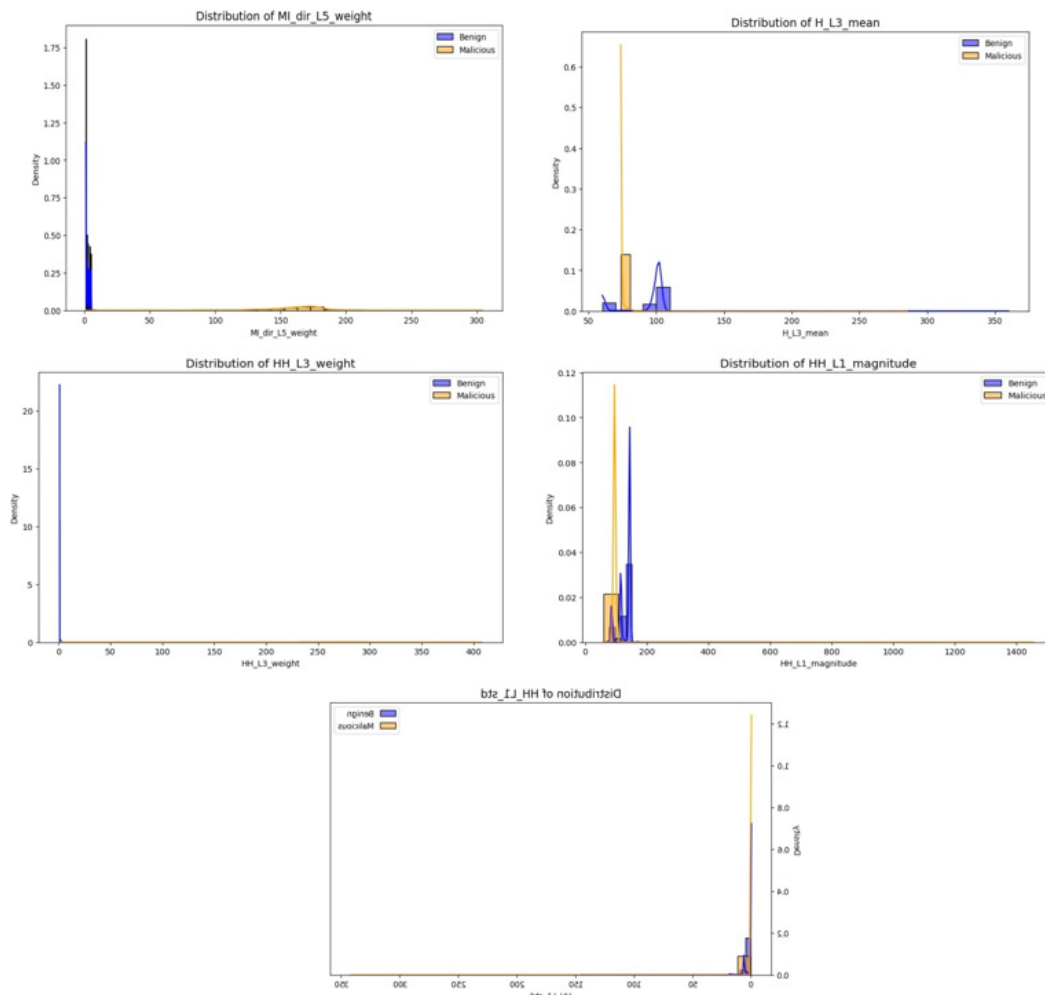 Distribution of MI_dir_L5_weight
Benign
Malicious
1.75
1.50
1.25
1.00
0.75
0.50
0.25
0.00
Density
0 50 100 150 200 250 300
MI_dir_L5_weight
Distribution of H_L3_mean
Benign
Malicious
0.6
0.5
0.4
0.3
0.2
0.1
0.0
Density
50 100 150 200 250 300 350
H_L3_mean
Distribution of HH_L3_weight
Benign
Malicious
20
15
10
5
0
Density
0 50 100 150 200 250 300 350 400
HH_L3_weight
Distribution of HH_L1_magnitude
Benign
Malicious
0.12
0.10
0.08
0.06
0.04
0.02
0.00
Density
0 200 400 600 800 1000 1200 1400
HH_L1_magnitude
Distribution of HH_L1_std
Benign
Malicious
1.2
1.0
0.8
0.6
0.4
0.2
0.0
Density
350 300 250 200 150 100 50 0